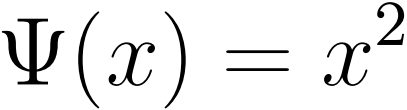 Ψ(x) = x²